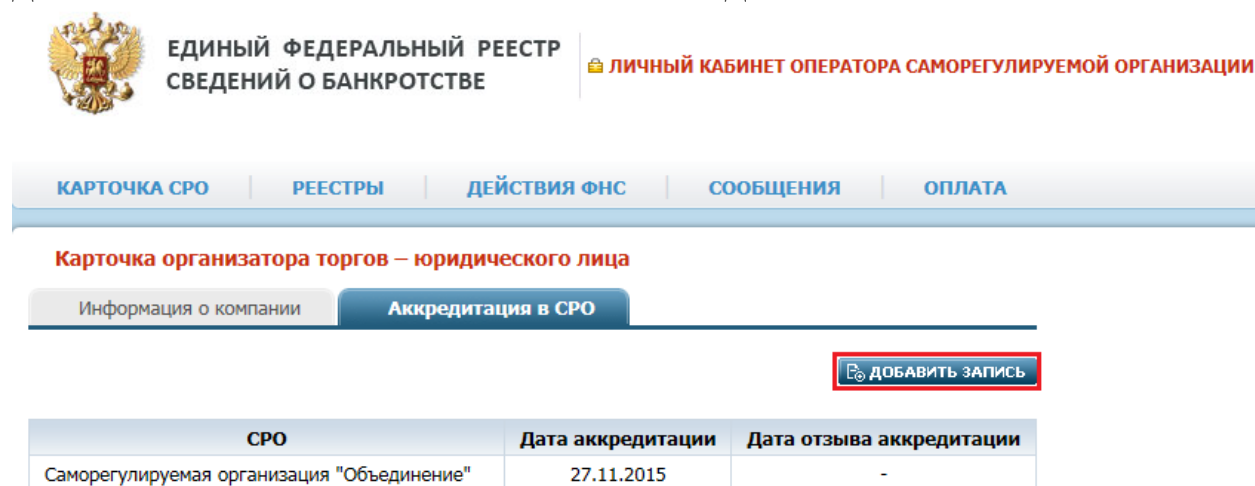 ЕДИНЫЙ ФЕДЕРАЛЬНЫЙ РЕЕСТР
СВЕДЕНИЙ О БАНКРОТСТВЕ
ЛИЧНЫЙ КАБИНЕТ ОПЕРАТОРА САМОРЕГУЛИРУЕМОЙ ОРГАНИЗАЦИИ
КАРТОЧКА СРО РЕЕСТРЫ ДЕЙСТВИЯ ФНС СООБЩЕНИЯ ОПЛАТА
Карточка организатора торгов – юридического лица
Информация о компании Аккредитация в СРО
ДОБАВИТЬ ЗАПИСЬ
СРО Дата аккредитации Дата отзыва аккредитации
Саморегулируемая организация "Объединение" 27.11.2015 -